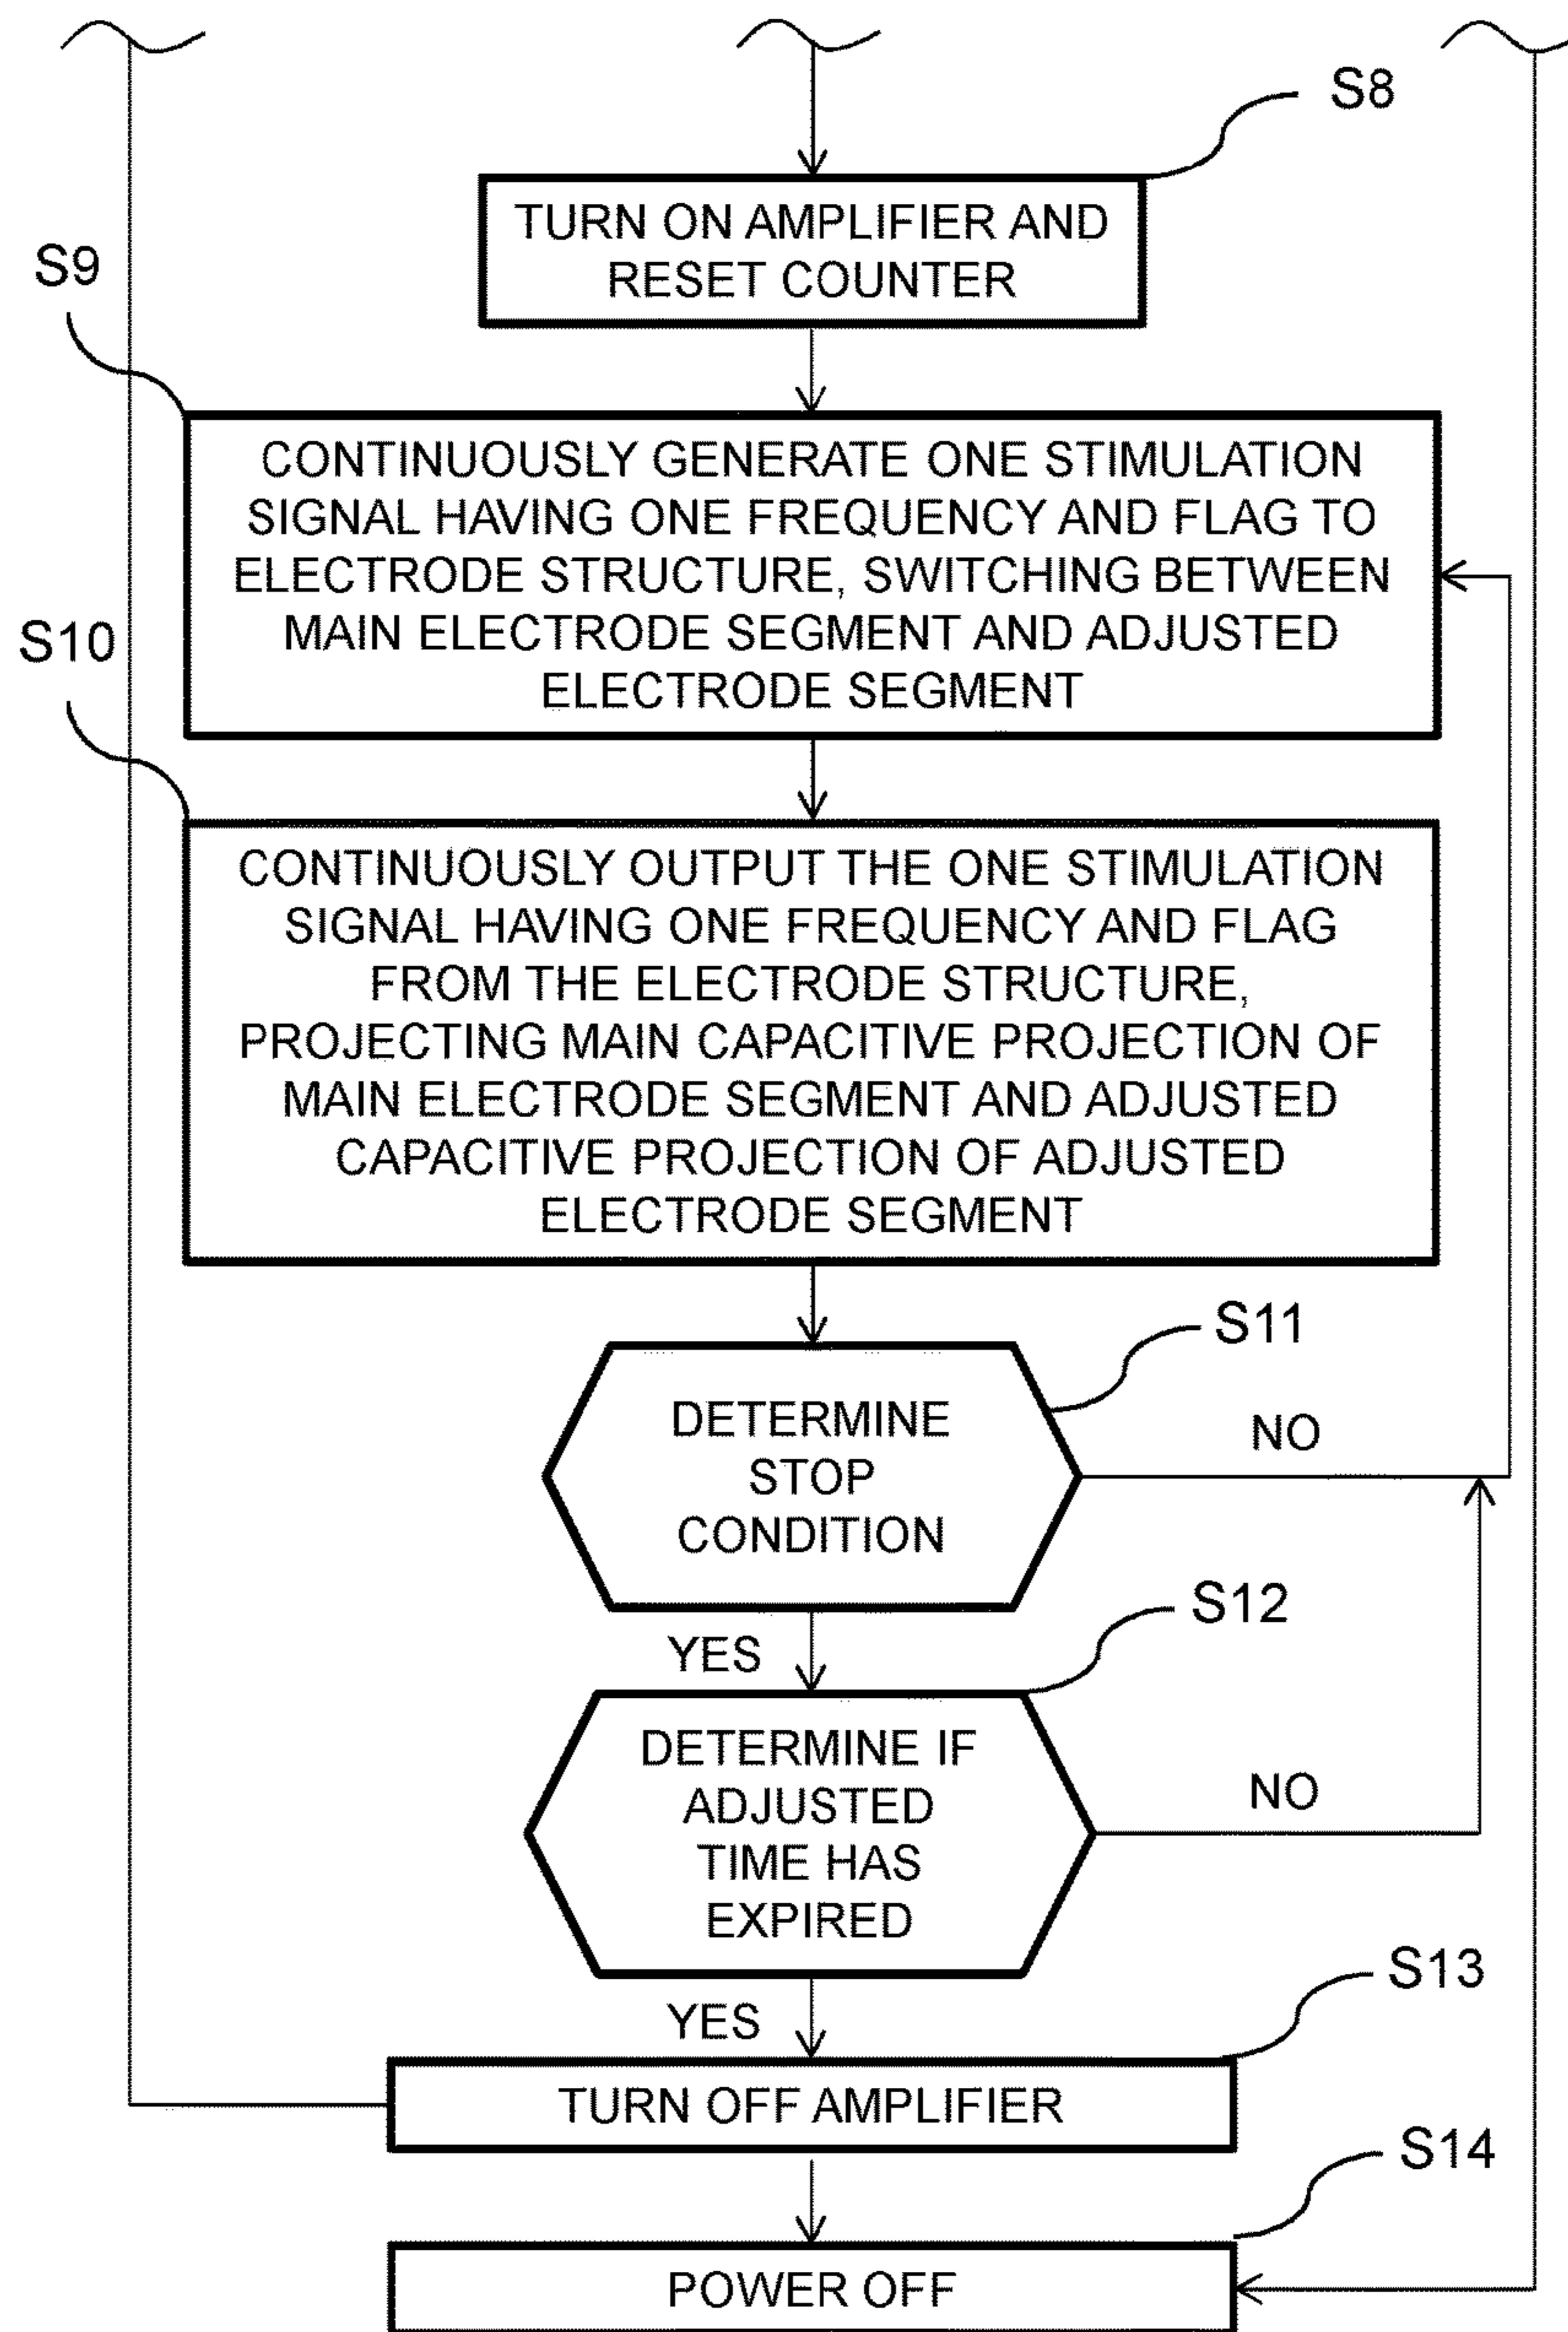 S8
TURN ON AMPLIFIER AND
RESET COUNTER
S9
CONTINUOUSLY GENERATE ONE STIMULATION
SIGNAL HAVING ONE FREQUENCY AND FLAG TO
ELECTRODE STRUCTURE, SWITCHING BETWEEN
MAIN ELECTRODE SEGMENT AND ADJUSTED
ELECTRODE SEGMENT
S10
CONTINUOUSLY OUTPUT THE ONE STIMULATION
SIGNAL HAVING ONE FREQUENCY AND FLAG
FROM THE ELECTRODE STRUCTURE,
PROJECTING MAIN CAPACITIVE PROJECTION OF
MAIN ELECTRODE SEGMENT AND ADJUSTED
CAPACITIVE PROJECTION OF ADJUSTED
ELECTRODE SEGMENT
S11
DETERMINE
STOP
CONDITION
NO
YES
S12
DETERMINE IF
ADJUSTED
TIME HAS
EXPIRED
NO
YES
S13
TURN OFF AMPLIFIER
S14
POWER OFF